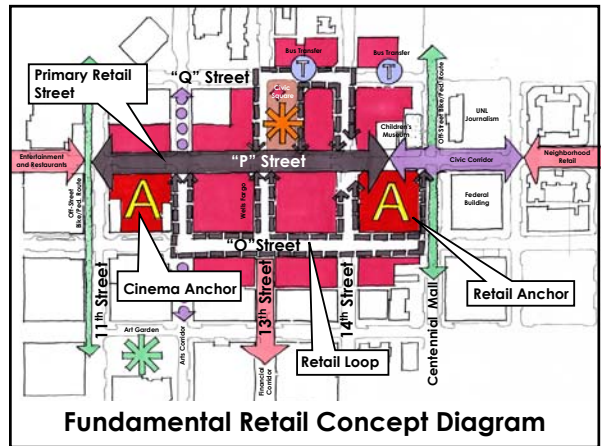 Bus Transfer
Bus Transfer
T
T
"Q" Street
Primary Retail
Street
Civic
Square
Off-Street Bike/Ped. Route
UNL
Journalism
Children's
Museum
Entertainment
and Restaurants
"P" Street
Civic Corridor
Neighborhood
Retail
Off-Street
Bike/Ped. Route
Wells Fargo
A
A
Federal
Building
"O" Street
Cinema Anchor
Retail Anchor
11th Street
13th Street
14th Street
Centennial Mall
Art Garden
Arts Corridor
Financial
Corridor
Retail Loop
Fundamental Retail Concept Diagram